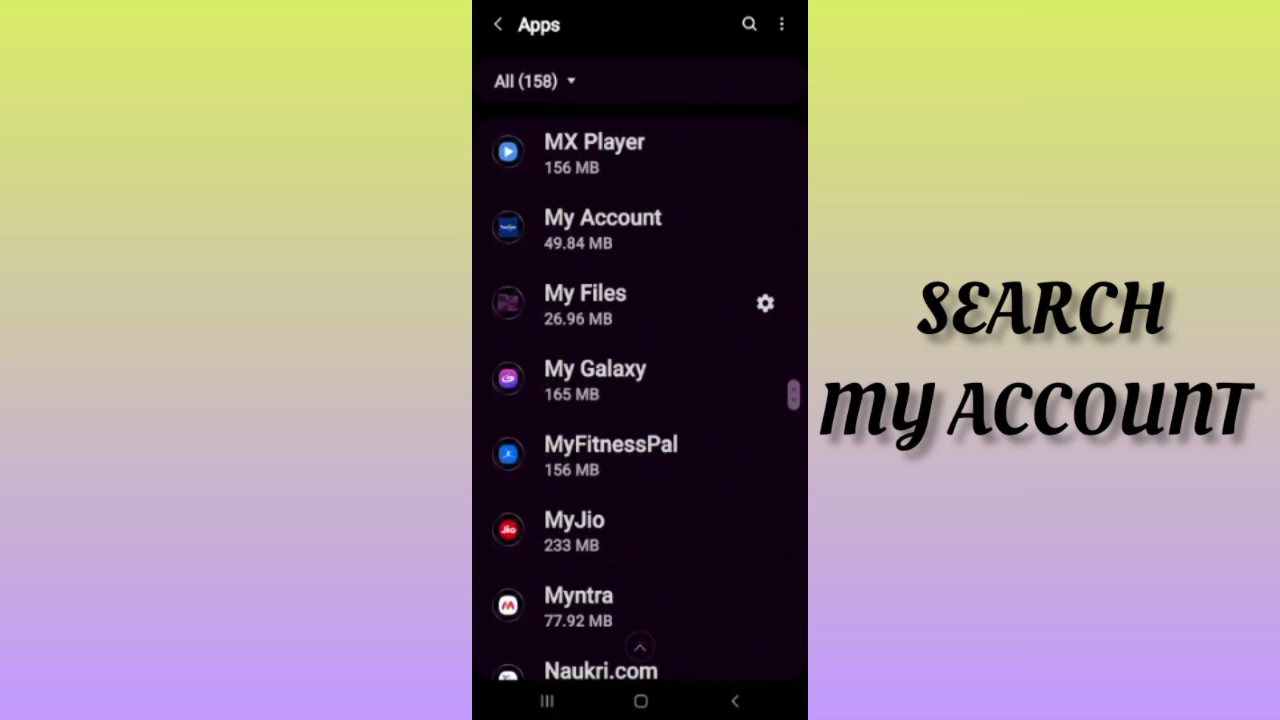 Apps
All (158)
MX Player
156 MB
My Account
49.84 MB
My Files
26.96 MB
My Galaxy
165 MB
MyFitnessPal
156 MB
MyJio
233 MB
Jio
Myntra
77.92 MB
Naukri.com
SEARCH
MY ACCOUNT